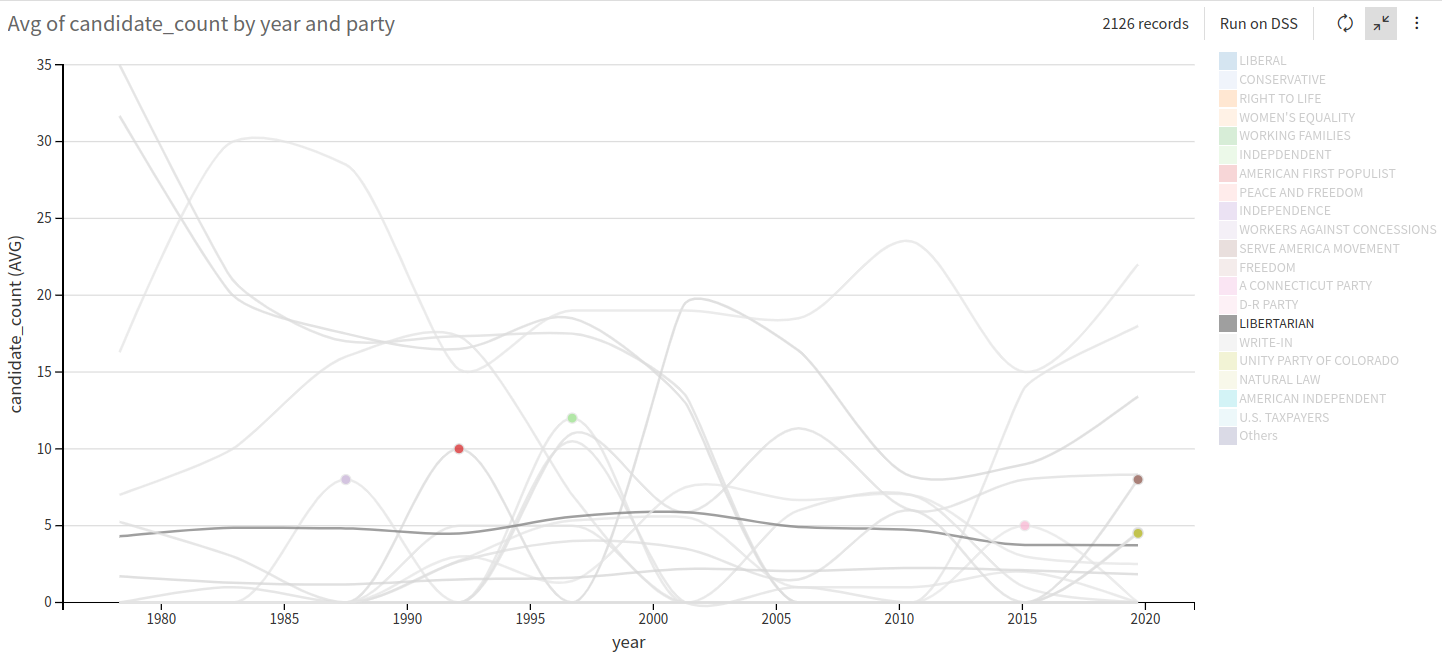 Avg of candidate_count by year and party
2126 records
Run on DSS
candidate_count (AVG)
35
30
25
20
15
10
5
0
1980
1985
1990
1995
2000
2005
2010
2015
2020
year
LIBERAL
CONSERVATIVE
RIGHT TO LIFE
WOMEN'S EQUALITY
WORKING FAMILIES
INDEPDENDENT
AMERICAN FIRST POPULIST
PEACE AND FREEDOM
INDEPENDENCE
WORKERS AGAINST CONCESSIONS
SERVE AMERICA MOVEMENT
FREEDOM
A CONNECTICUT PARTY
D-R PARTY
LIBERTARIAN
WRITE-IN
UNITY PARTY OF COLORADO
NATURAL LAW
AMERICAN INDEPENDENT
U.S. TAXPAYERS
Others